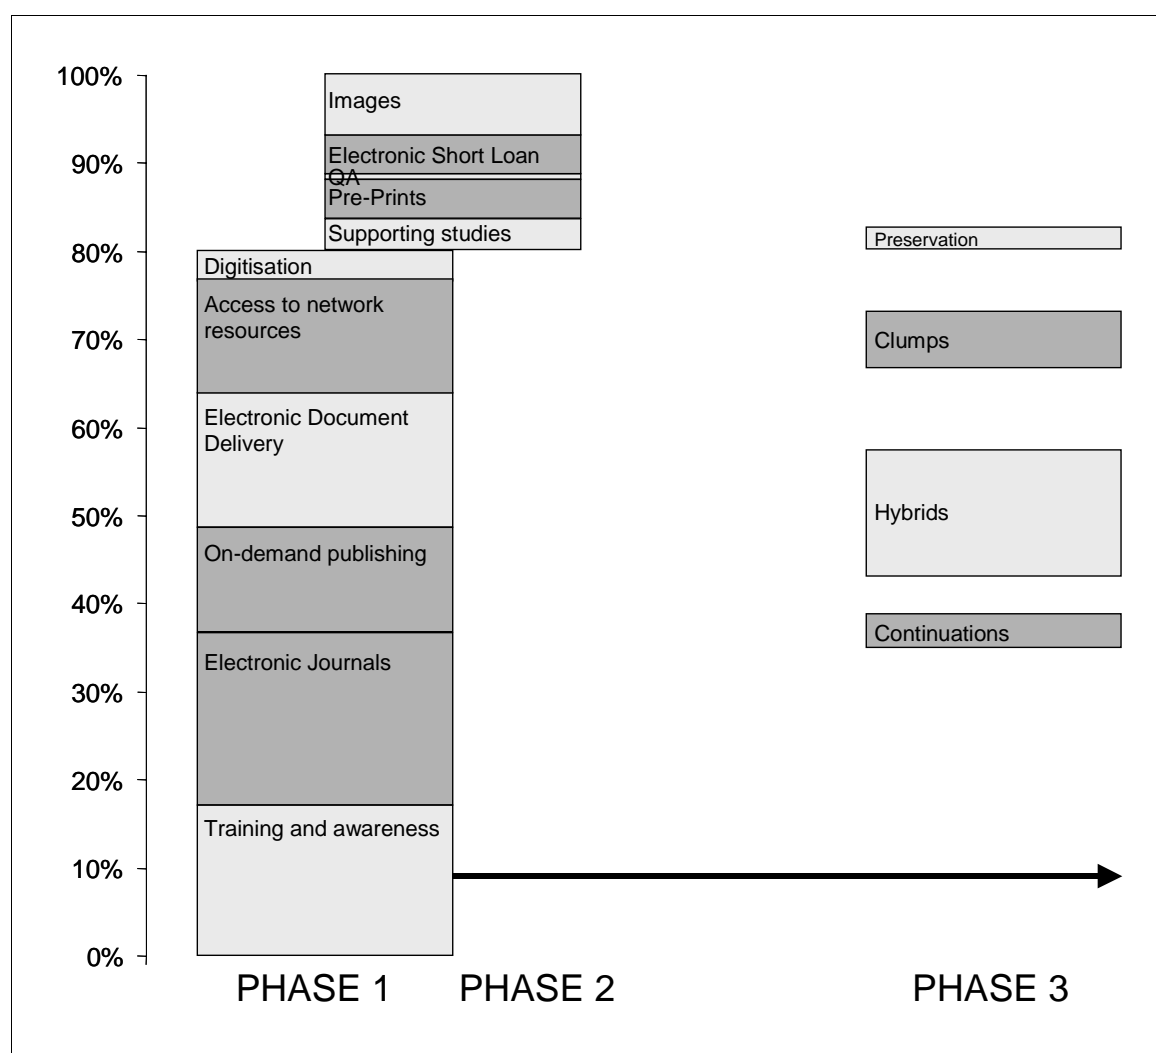 100%
90%
80%
70%
60%
50%
40%
30%
20%
10%
0%
Images
Electronic Short Loan
QA
Pre-Prints
Supporting studies
Digitisation
Access to network
resources
Electronic Document
Delivery
On-demand publishing
Electronic Journals
Training and awareness
Preservation
Clumps
Hybrids
Continuations
PHASE 1
PHASE 2
PHASE 3